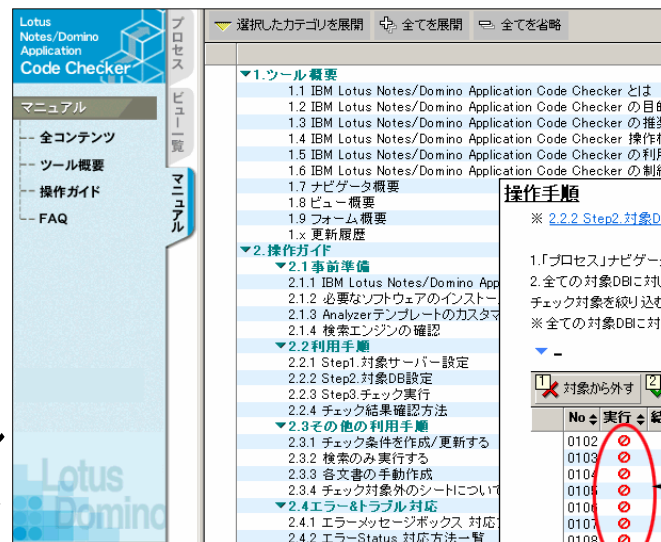 Lotus
Notes/Domino
Application
Code Checker
マニュアル
全コンテンツ
ツール概要
操作ガイド
FAQ
Lotus
Domino
プロセス
ビュー一覧
マニュアル
選択したカテゴリを展開 全てを展開 全てを省略
▼1.ツール概要
1.1 IBM Lotus Notes/Domino Application Code Checker とは
1.2 IBM Lotus Notes/Domino Application Code Checker の目的
1.3 IBM Lotus Notes/Domino Application Code Checker の推奨
1.4 IBM Lotus Notes/Domino Application Code Checker 操作
1.5 IBM Lotus Notes/Domino Application Code Checker の利用
1.6 IBM Lotus Notes/Domino Application Code Checker の制
1.7 ナビゲータ概要
1.8 ビュー概要
1.9 フォーム概要
1.x 更新履歴
▼2.操作ガイド
▼2.1事前準備
2.1.1 IBM Lotus Notes/Domino App
2.1.2 必要なソフトウェアのインストー
2.1.3 Analyzerテンプレートのカスタマ
2.1.4 検索エンジンの確認
▼2.2利用手順
2.2.1 Step1.対象サーバー設定
2.2.2 Step2.対象DB設定
2.2.3 Step3.チェック実行
2.2.4 チェック結果確認方法
▼2.3その他の利用手順
2.3.1 チェック条件を作成/更新する
2.3.2 検索のみ実行する
2.3.3 各文書の手動作成
2.3.4 チェック対象外のシートについて
▼2.4エラー&トラブル対応
2.4.1 エラーメッセージボックス 対応
2.4.2 エラーStatus 対応方法一覧
操作手順
※ 2.2.2 Step2.対象D
1.「プロセス」ナビゲー
2.全ての対象DBに対
チェック対象を絞り込む
※全ての対象DBに対
1 対象から外す 2
No 実行 結
0102
0103
0104
0105
0106
0107
0108